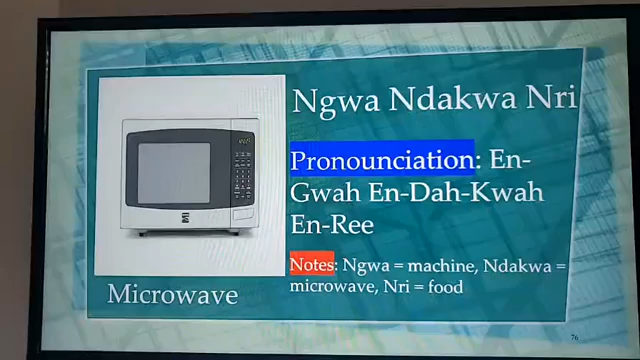 Ngwa Ndakwa Nri
Pronounciation: En-
Gwah En-Dah-Kwah
En-Ree
Notes: Ngwa = machine, Ndakwa =
microwave, Nri = food
Microwave
76